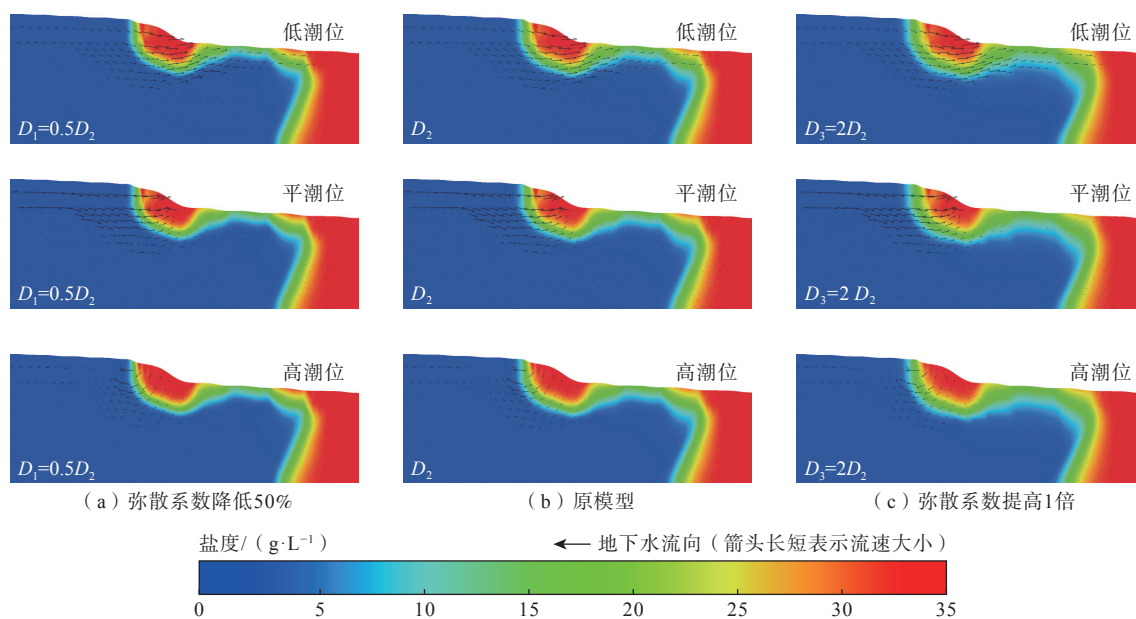 低潮位
低潮位
低潮位
D₁=0.5D₂
D₂
D₃=2D₂
平潮位
平潮位
平潮位
D₁=0.5D₂
D₂
D₃=2 D₂
高潮位
高潮位
高潮位
D₁=0.5D₂
D₂
D₃=2D₂
（a）弥散系数降低50%
（b）原模型
（c）弥散系数提高1倍
盐度/（g·L⁻¹）
地下水流向（箭头长短表示流速大小）
0 5 10 15 20 25 30 35